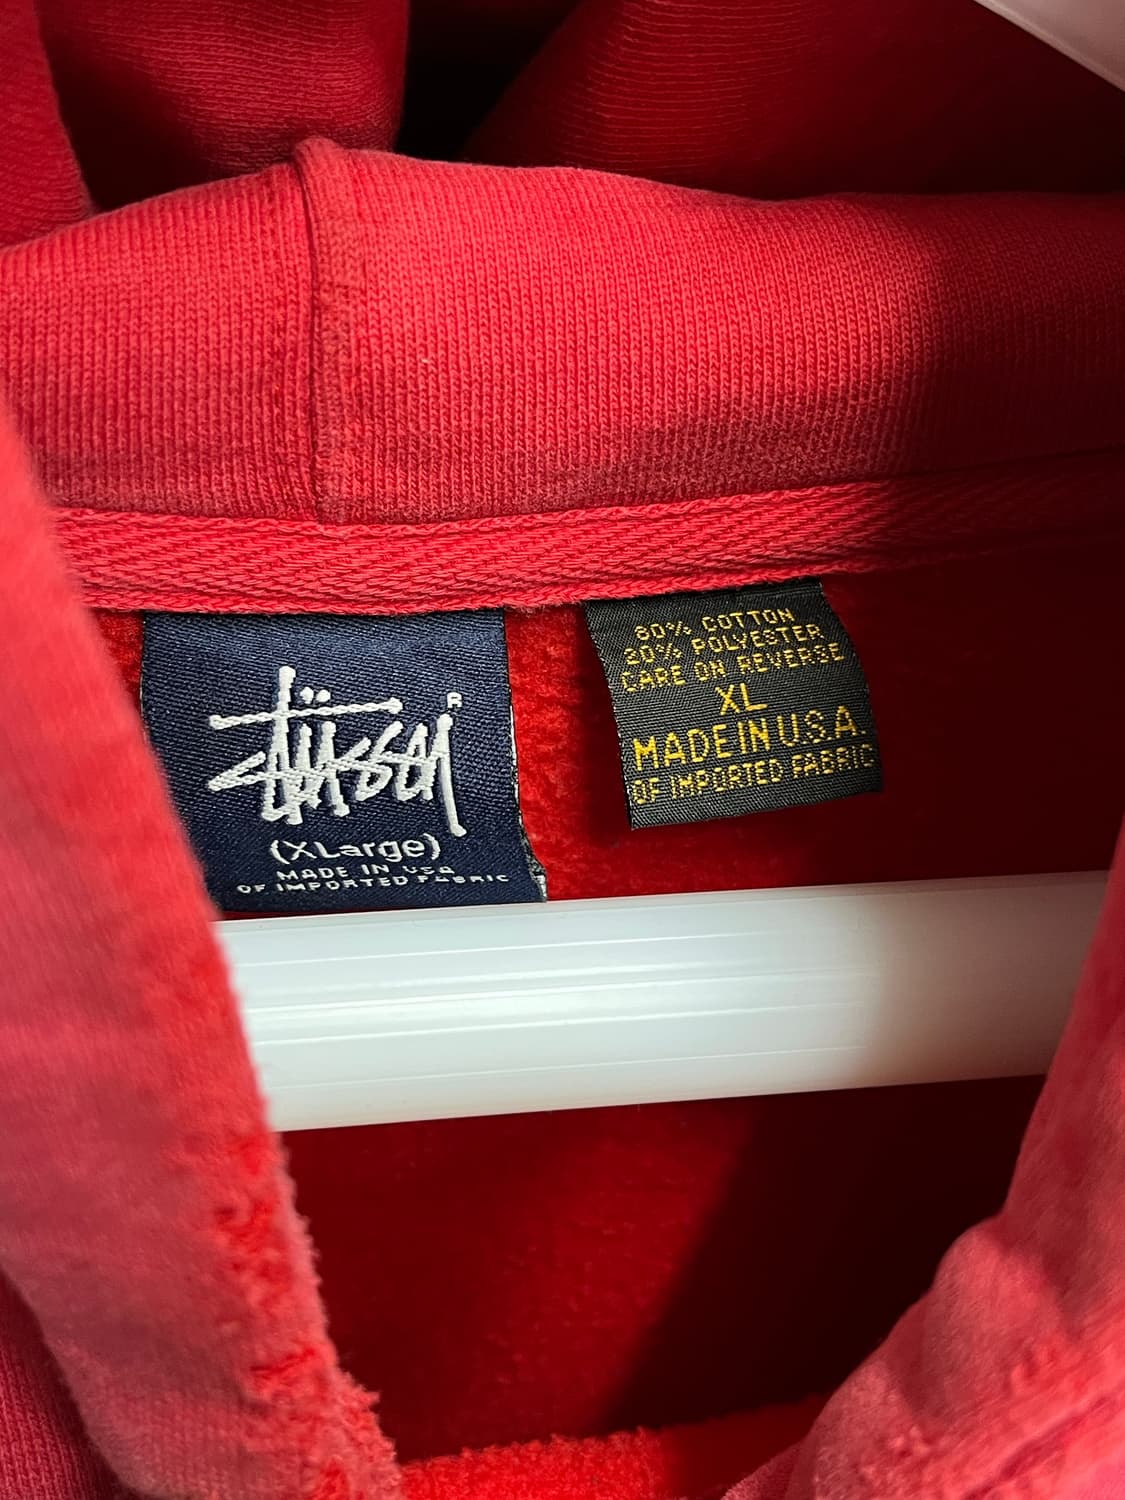 Stüssy
R
(XLarge)
MADE IN USA
OF IMPORTED FABRIC
80% COTTON
20% POLYESTER
CARE ON REVERSE
XL
MADE IN U.S.A.
OF IMPORTED FABRIC